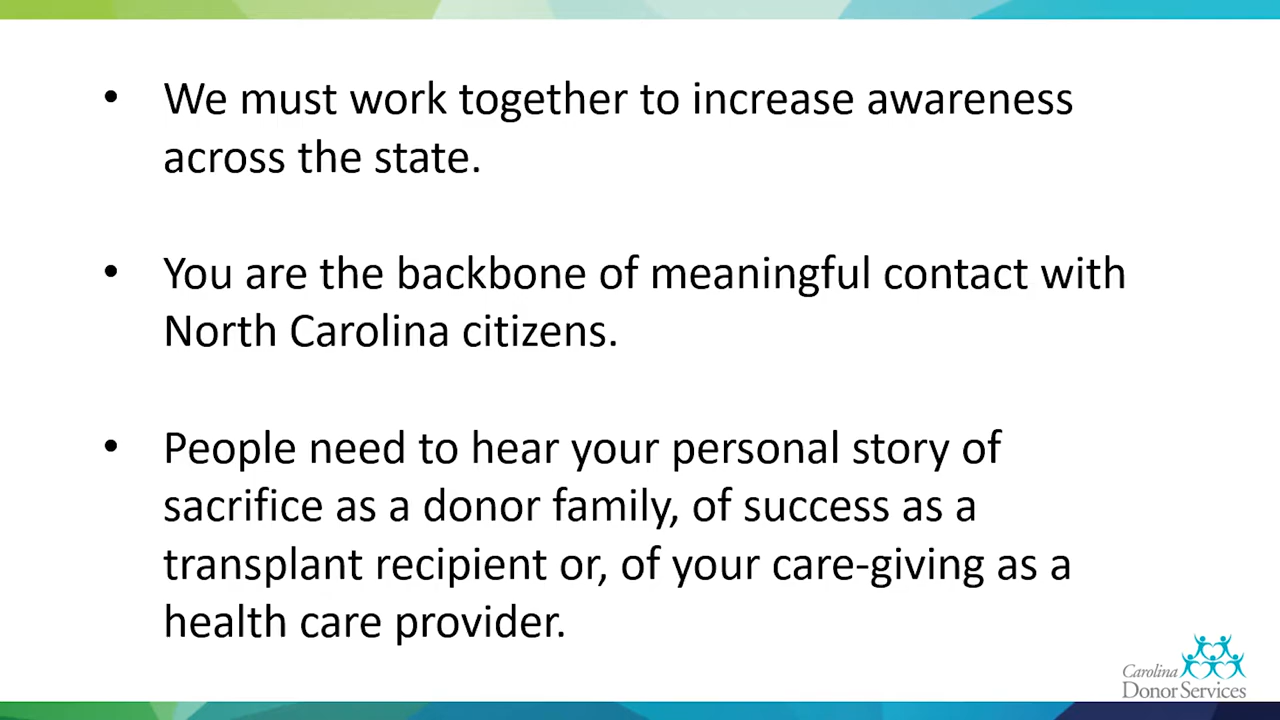 • We must work together to increase awareness
across the state.
• You are the backbone of meaningful contact with
North Carolina citizens.
• People need to hear your personal story of
sacrifice as a donor family, of success as a
transplant recipient or, of your care-giving as a
health care provider.
Carolina
Donor Services